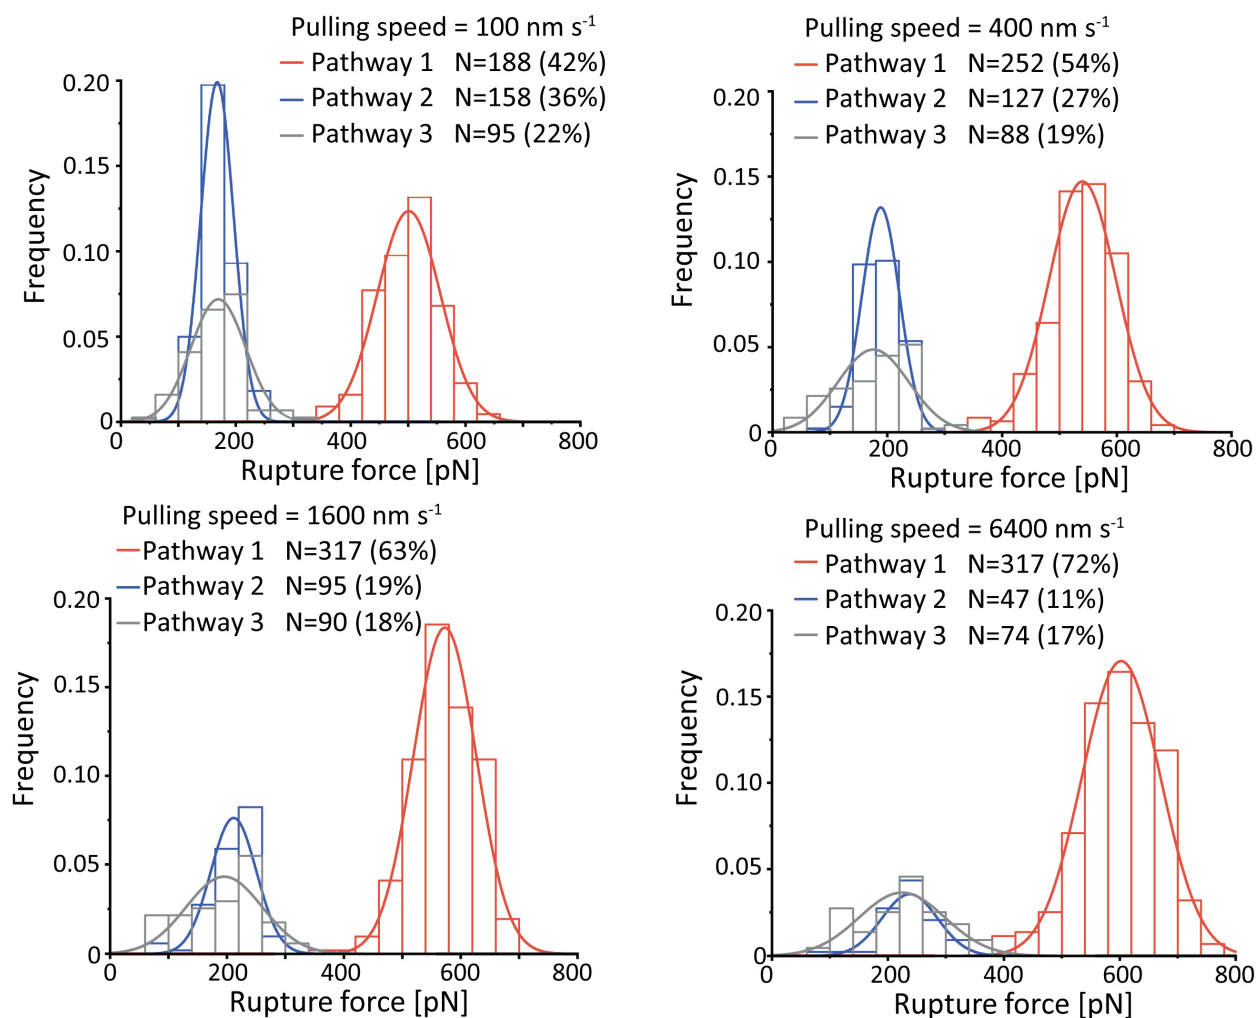 Pulling speed = 100 nm s⁻¹
Pathway 1 N=188 (42%)
Pathway 2 N=158 (36%)
Pathway 3 N=95 (22%)
0.20
0.15
0.10
0.05
0
Frequency
0 200 400 600 800
Rupture force [pN]
Pulling speed = 400 nm s⁻¹
Pathway 1 N=252 (54%)
Pathway 2 N=127 (27%)
Pathway 3 N=88 (19%)
0.20
0.15
0.10
0.05
0
Frequency
0 200 400 600 800
Rupture force [pN]
Pulling speed = 1600 nm s⁻¹
Pathway 1 N=317 (63%)
Pathway 2 N=95 (19%)
Pathway 3 N=90 (18%)
0.20
0.15
0.10
0.05
0
Frequency
0 200 400 600 800
Rupture force [pN]
Pulling speed = 6400 nm s⁻¹
Pathway 1 N=317 (72%)
Pathway 2 N=47 (11%)
Pathway 3 N=74 (17%)
0.20
0.15
0.10
0.05
0
Frequency
0 200 400 600 800
Rupture force [pN]